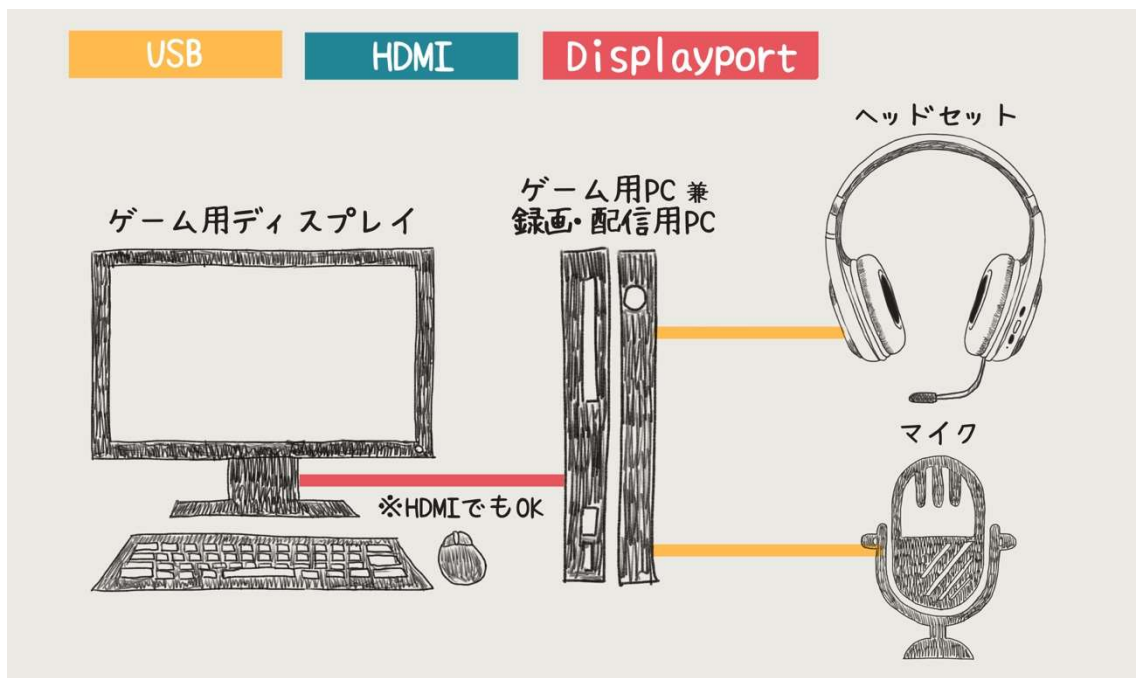 USB
HDMI
Displayport
ヘッドセット
ゲーム用PC 兼
録画・配信用PC
ゲーム用ディスプレイ
マイク
※HDMIでもOK